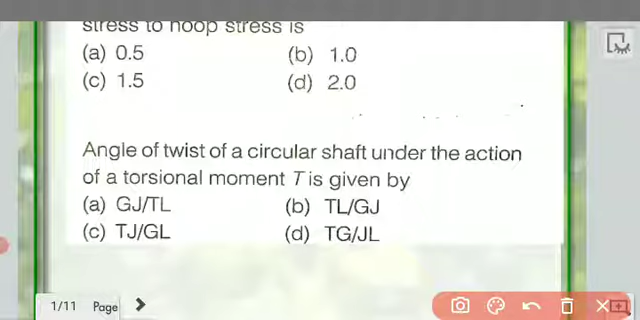 stress to hoop stress is
(a) 0.5 (b) 1.0
(c) 1.5 (d) 2.0
Angle of twist of a circular shaft under the action
of a torsional moment T is given by
(a) GJ/TL (b) TL/GJ
(c) TJ/GL (d) TG/JL
1/11 Page